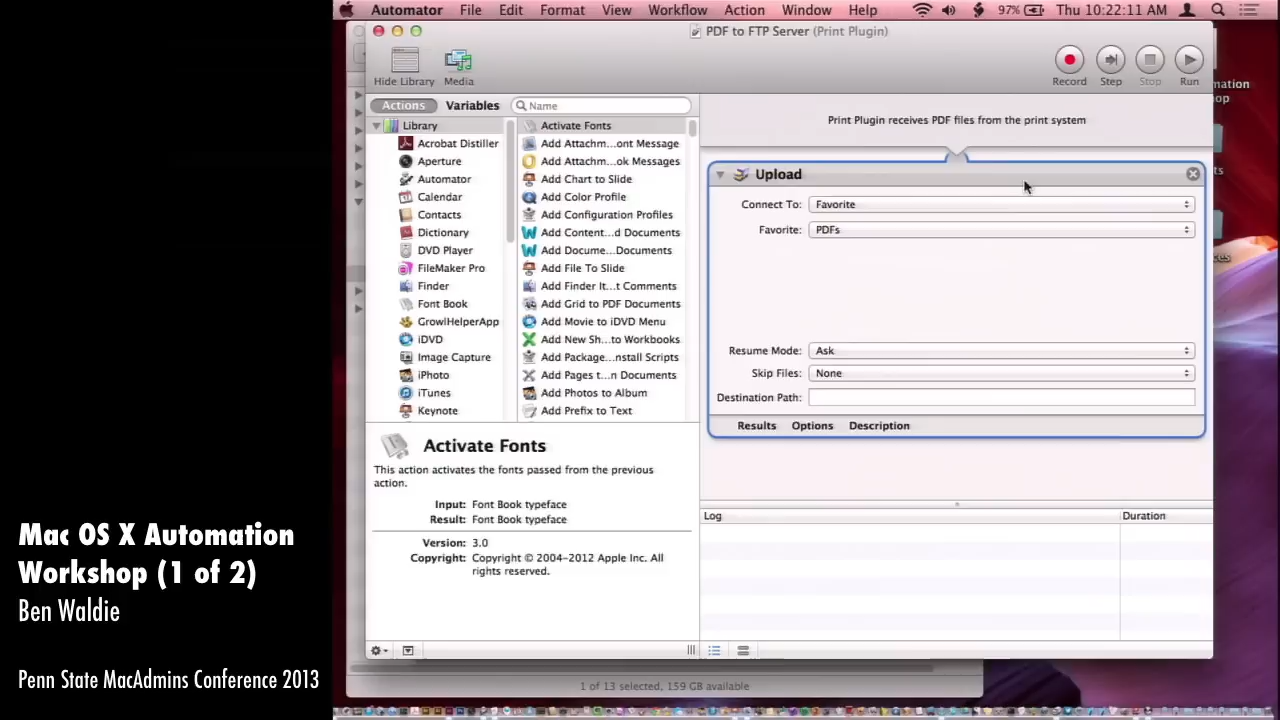 Automator File Edit Format View Workflow Action Window Help 97% Thu 10:22:11 AM
PDF to FTP Server (Print Plugin)
Hide Library Media Record Step Stop Run
Actions Variables Name
Library
Acrobat Distiller
Aperture
Automator
Calendar
Contacts
Dictionary
DVD Player
FileMaker Pro
Finder
Font Book
GrowlHelperApp
iDVD
Image Capture
iPhoto
iTunes
Keynote
Activate Fonts
Add Attachm...ont Message
Add Attachm...ok Messages
Add Chart to Slide
Add Color Profile
Add Configuration Profiles
Add Content...d Documents
Add Docume...Documents
Add File To Slide
Add Finder It...t Comments
Add Grid to PDF Documents
Add Movie to iDVD Menu
Add New Sh...to Workbooks
Add Package...nstall Scripts
Add Pages t...n Documents
Add Photos to Album
Add Prefix to Text
Activate Fonts
This action activates the fonts passed from the previous
action.
Input: Font Book typeface
Result: Font Book typeface
Version: 3.0
Copyright: Copyright © 2004–2012 Apple Inc. All
rights reserved.
Print Plugin receives PDF files from the print system
Upload
Connect To: Favorite
Favorite: PDFs
Resume Mode: Ask
Skip Files: None
Destination Path:
Results Options Description
Log Duration
1 of 13 selected, 159 GB available
Mac OS X Automation
Workshop (1 of 2)
Ben Waldie
Penn State MacAdmins Conference 2013